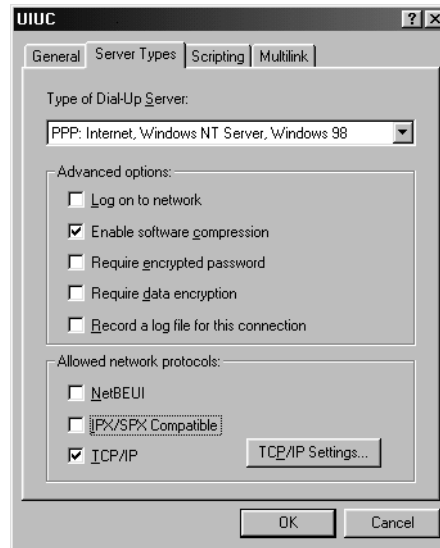 UIUC
General Server Types Scripting Multilink
Type of Dial-Up Server:
PPP: Internet, Windows NT Server, Windows 98
Advanced options:
Log on to network
Enable software compression
Require encrypted password
Require data encryption
Record a log file for this connection
Allowed network protocols:
NetBEUI
IPX/SPX Compatible
TCP/IP TCP/IP Settings...
OK Cancel